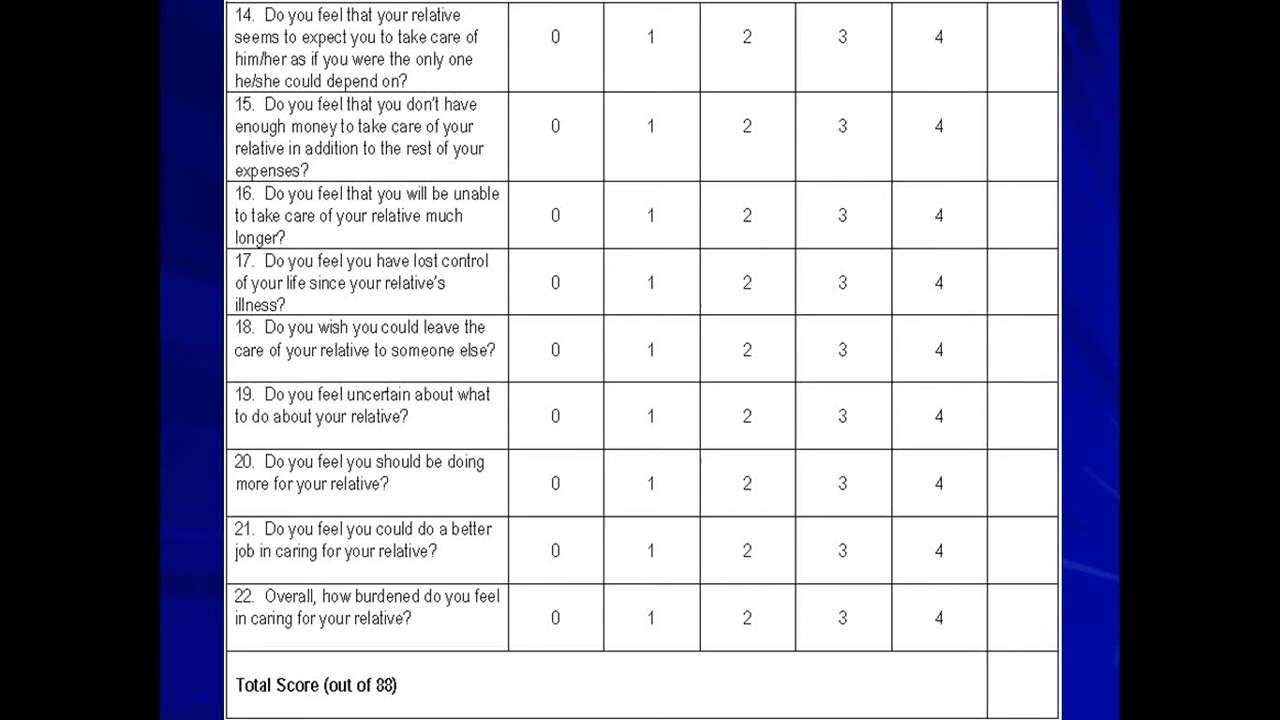 14. Do you feel that your relative
seems to expect you to take care of
him/her as if you were the only one
he/she could depend on?
0 1 2 3 4
15. Do you feel that you don't have
enough money to take care of your
relative in addition to the rest of your
expenses?
0 1 2 3 4
16. Do you feel that you will be unable
to take care of your relative much
longer?
0 1 2 3 4
17. Do you feel you have lost control
of your life since your relative's
illness?
0 1 2 3 4
18. Do you wish you could leave the
care of your relative to someone else?
0 1 2 3 4
19. Do you feel uncertain about what
to do about your relative?
0 1 2 3 4
20. Do you feel you should be doing
more for your relative?
0 1 2 3 4
21. Do you feel you could do a better
job in caring for your relative?
0 1 2 3 4
22. Overall, how burdened do you feel
in caring for your relative?
0 1 2 3 4
Total Score (out of 88)